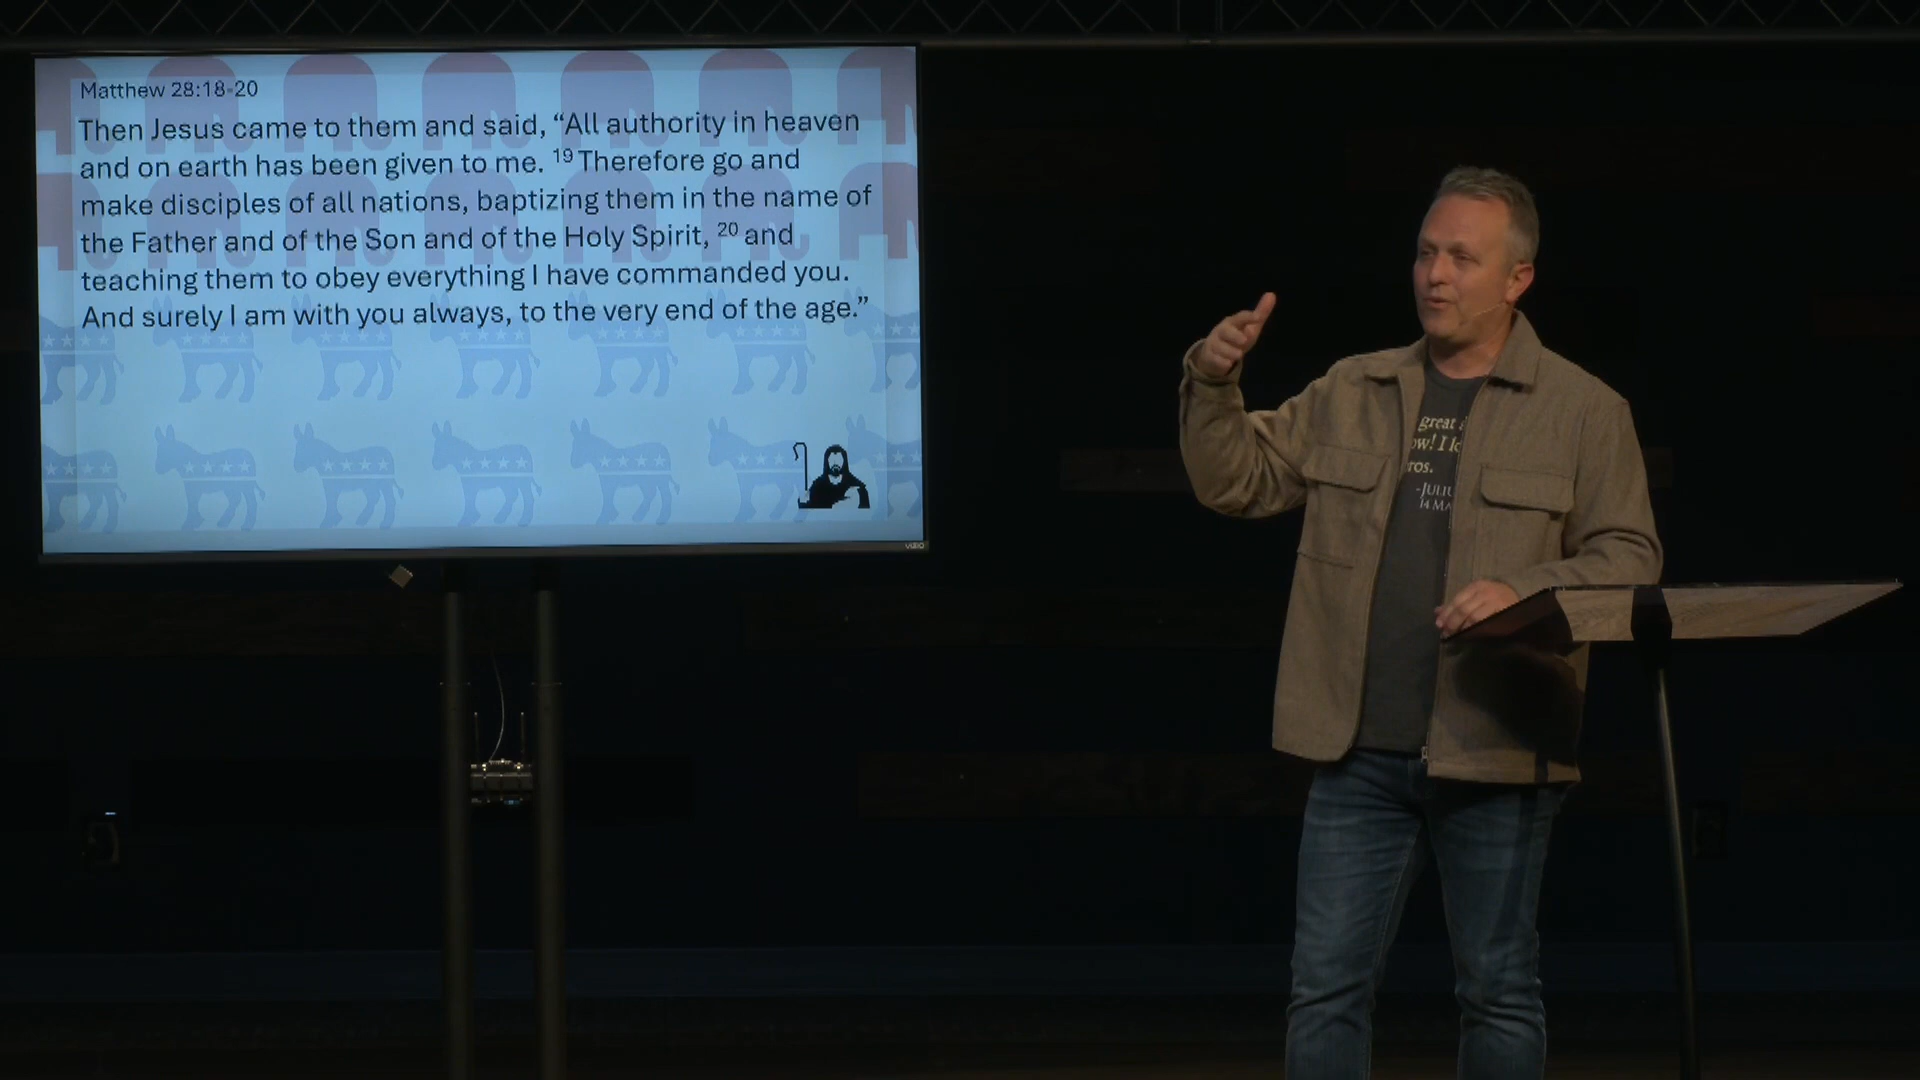 Matthew 28:18-20
Then Jesus came to them and said, “All authority in heaven
and on earth has been given to me. 19 Therefore go and
make disciples of all nations, baptizing them in the name of
the Father and of the Son and of the Holy Spirit, 20 and
teaching them to obey everything I have commanded you.
And surely I am with you always, to the very end of the age.”
VIZIO
great
ow! I
ros.
-JULIU
14 MA